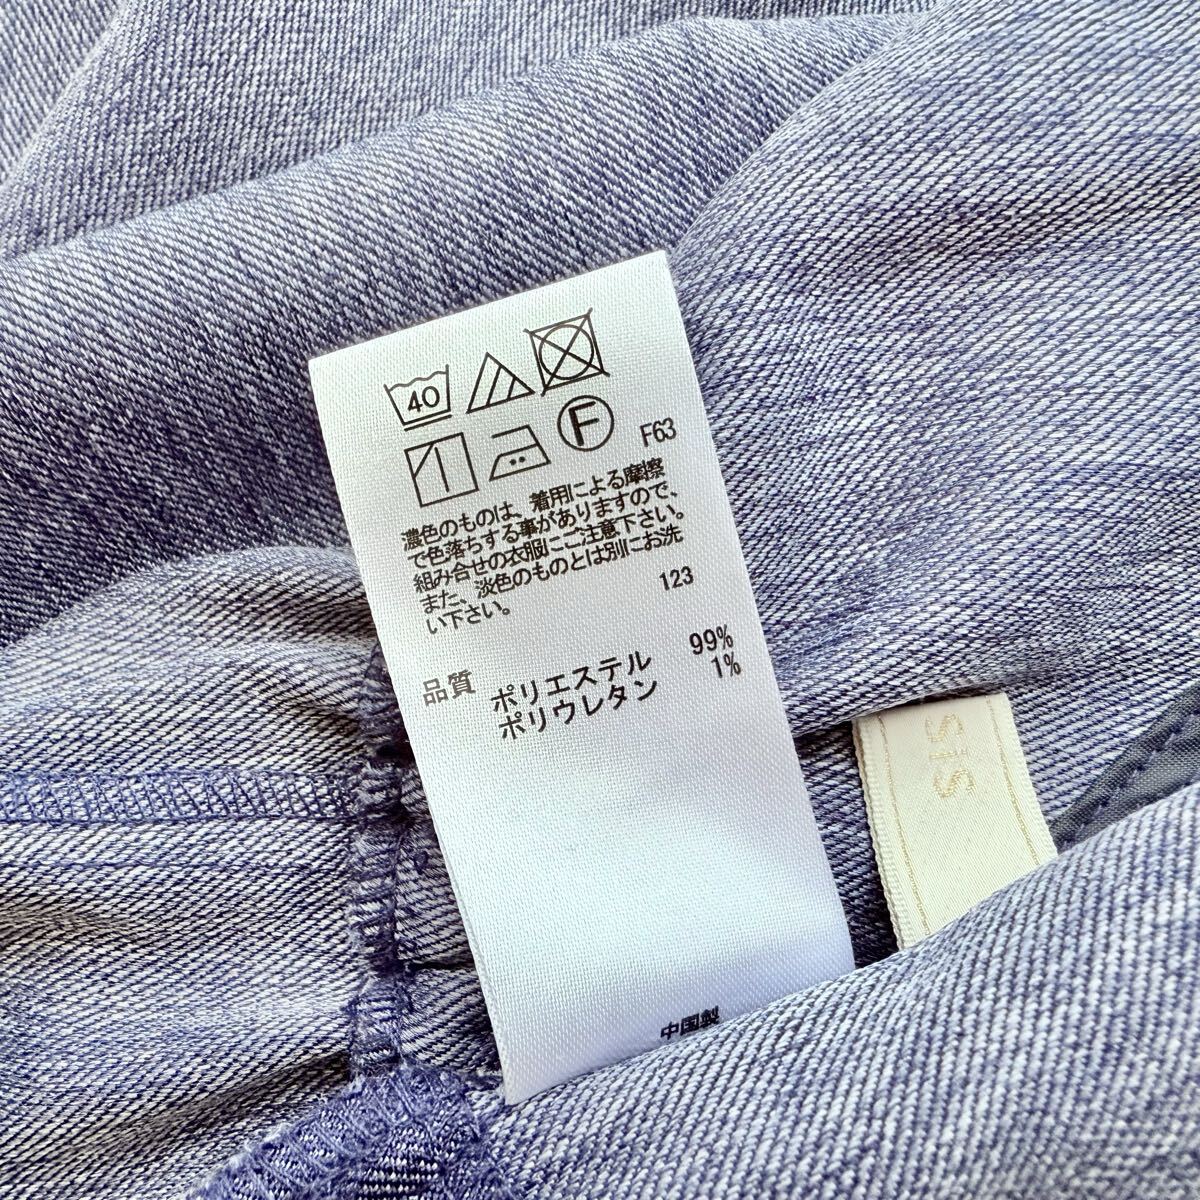 40
F
F63
濃色のものは、着用による摩擦
で色落ちする事がありますので、
組み合せの衣服にご注意下さい。
また、淡色のものとは別にお洗
い下さい。
123
品質 ポリエステル 99%
ポリウレタン 1%
中国製
SIS